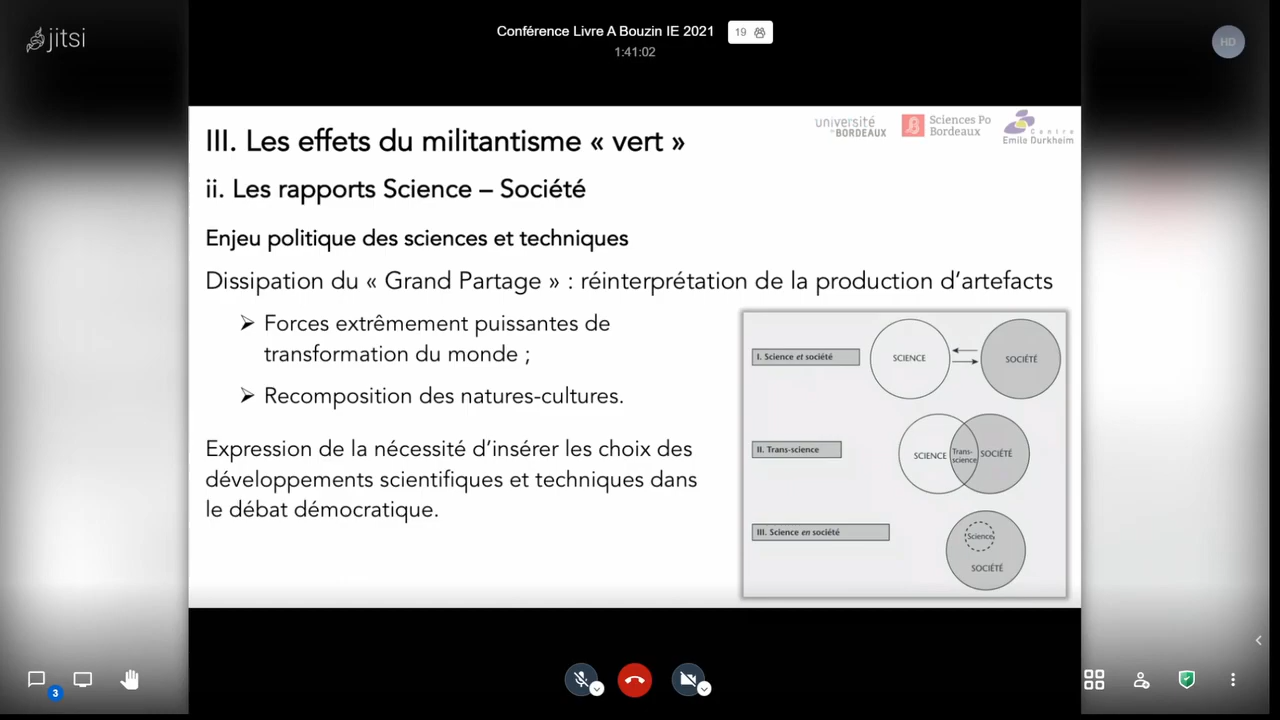 jitsi
Conférence Livre A Bouzin IE 2021
19
1:41:02
HD
III. Les effets du militantisme « vert »
université
de BORDEAUX
Sciences Po
Bordeaux
Centre
Emile Durkheim
ii. Les rapports Science – Société
Enjeu politique des sciences et techniques
Dissipation du « Grand Partage » : réinterprétation de la production d’artefacts
➢ Forces extrêmement puissantes de
transformation du monde ;
➢ Recomposition des natures-cultures.
Expression de la nécessité d’insérer les choix des
développements scientifiques et techniques dans
le débat démocratique.
I. Science et société
SCIENCE
SOCIÉTÉ
II. Trans-science
SCIENCE
Trans-
science
SOCIÉTÉ
III. Science en société
Science
SOCIÉTÉ
3